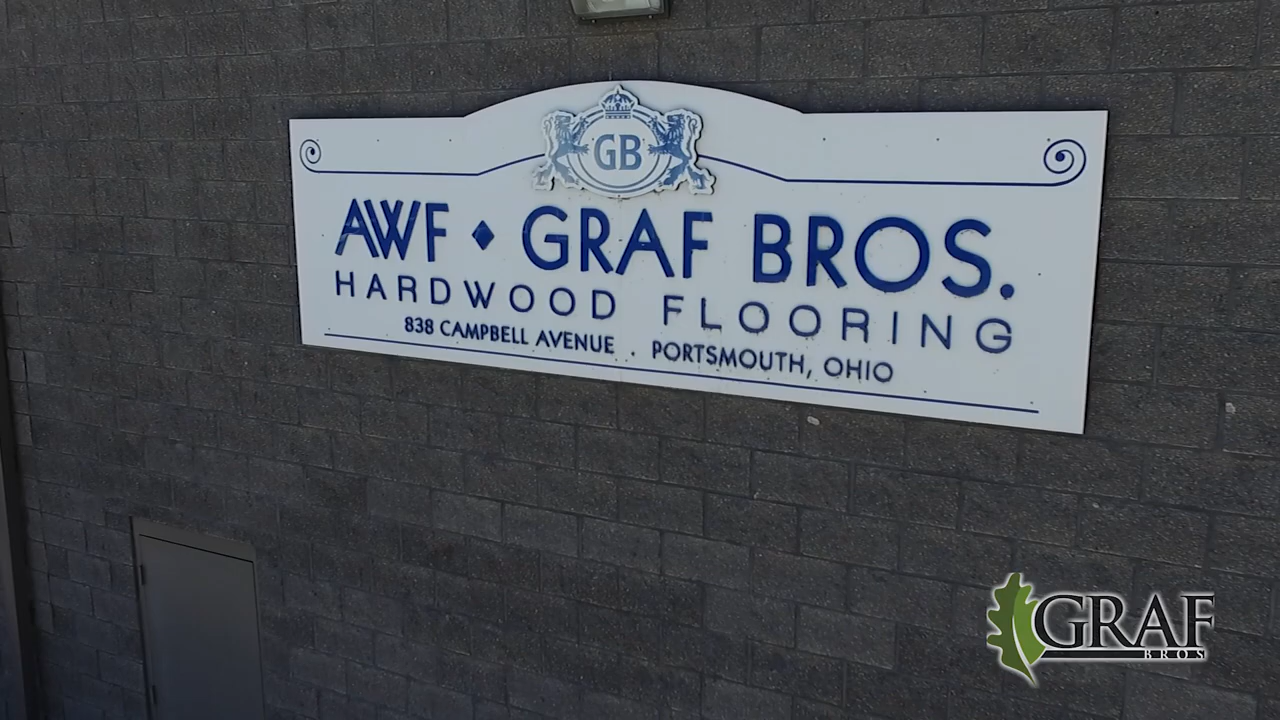 GB
AWF ♦ GRAF BROS.
HARDWOOD FLOORING
838 CAMPBELL AVENUE . PORTSMOUTH, OHIO
GRAF
BROS